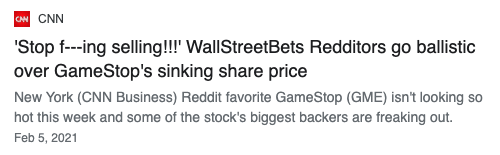 CNN CNN
'Stop f---ing selling!!!' WallStreetBets Redditors go ballistic
over GameStop's sinking share price
New York (CNN Business) Reddit favorite GameStop (GME) isn't looking so
hot this week and some of the stock's biggest backers are freaking out.
Feb 5, 2021